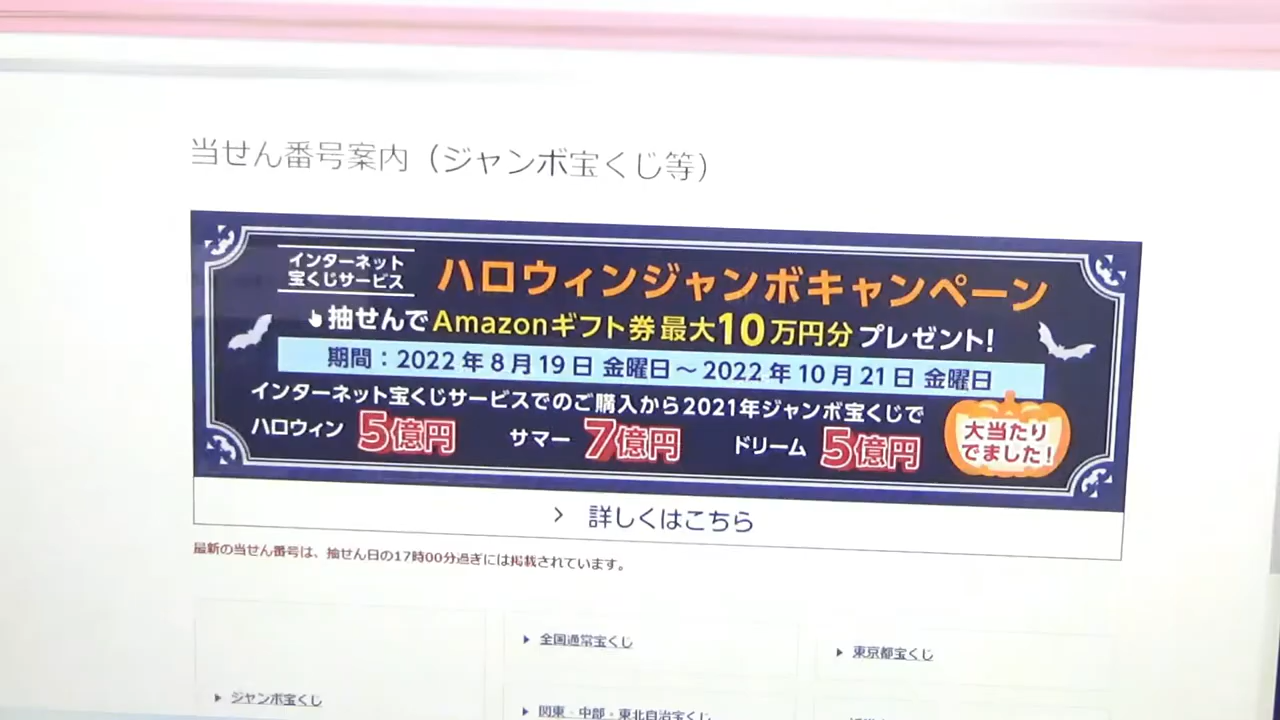 当せん番号案内（ジャンボ宝くじ等）
インターネット
宝くじサービス
ハロウィンジャンボキャンペーン
抽せんでAmazonギフト券最大10万円分プレゼント!
期間：2022年8月19日 金曜日～2022年10月21日 金曜日
インターネット宝くじサービスでのご購入から2021年ジャンボ宝くじで
ハロウィン 5億円 サマー 7億円 ドリーム 5億円
大当たり
でました!
> 詳しくはこちら
最新の当せん番号は、抽せん日の17時00分過ぎには掲載されています。
全国通常宝くじ
東京都宝くじ
ジャンボ宝くじ
関東・中部・東北自治宝くじ